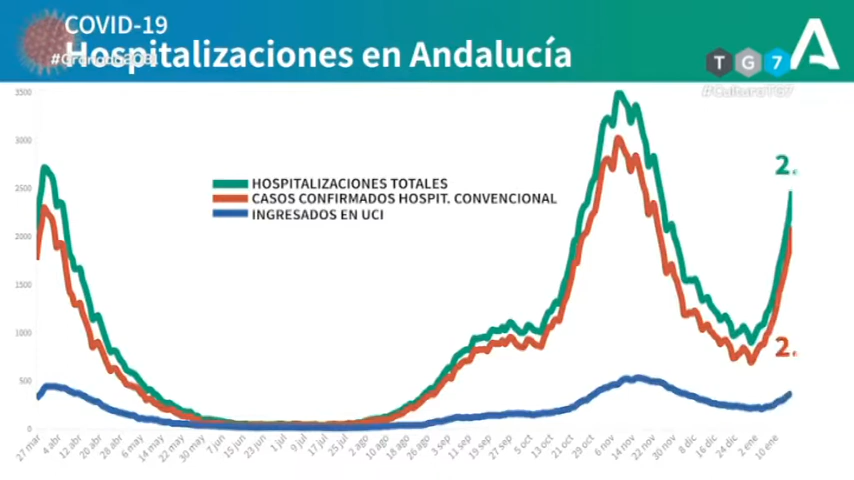 COVID-19
Hospitalizaciones en Andalucía
#Granada2031
TG7
#CulturaTG7
3500
3000
2500
2000
1500
1000
500
0
2.
2.
HOSPITALIZACIONES TOTALES
CASOS CONFIRMADOS HOSPIT. CONVENCIONAL
INGRESADOS EN UCI
27 mar
4 abr
12 abr
20 abr
28 abr
6 may
14 may
22 may
30 may
7 jun
15 jun
23 jun
1 jul
9 jul
17 jul
25 jul
2 ago
10 ago
18 ago
26 ago
3 sep
11 sep
19 sep
27 sep
5 oct
13 oct
21 oct
29 oct
6 nov
14 nov
22 nov
30 nov
8 dic
16 dic
24 dic
2 ene
10 ene